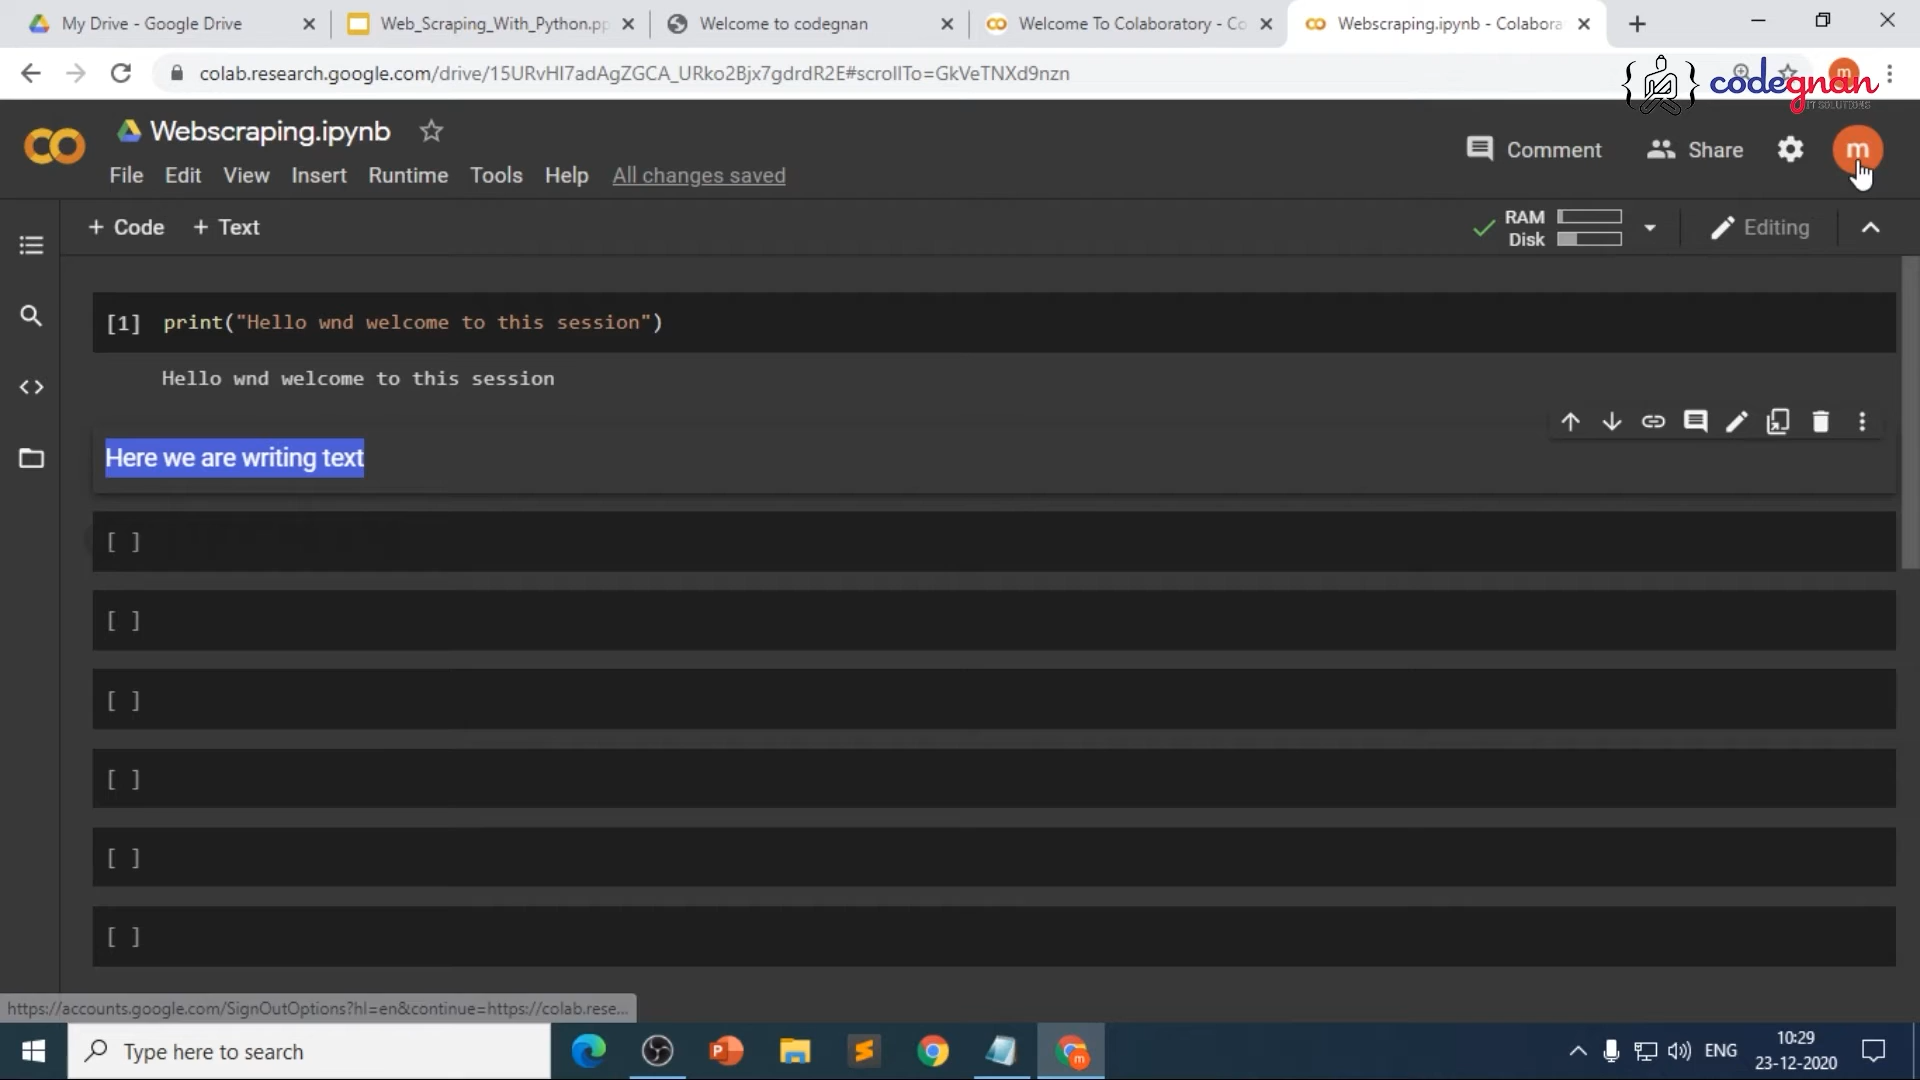 My Drive - Google Drive
Web_Scraping_With_Python.pp
Welcome to codegnan
Welcome To Colaboratory - Co
Webscraping.ipynb - Colabora
colab.research.google.com/drive/15URvHI7adAgZGCA_URko2Bjx7gdrdR2E#scrollTo=GkVeTNXd9nzn
m
codegnan
IT SOLUTIONS
Webscraping.ipynb
Comment
Share
m
File Edit View Insert Runtime Tools Help All changes saved
+ Code + Text
RAM
Disk
Editing
[1] print("Hello wnd welcome to this session")
Hello wnd welcome to this session
Here we are writing text
[ ]
[ ]
[ ]
[ ]
[ ]
[ ]
https://accounts.google.com/SignOutOptions?hl=en&continue=https://colab.rese...
Type here to search
ENG
10:29
23-12-2020